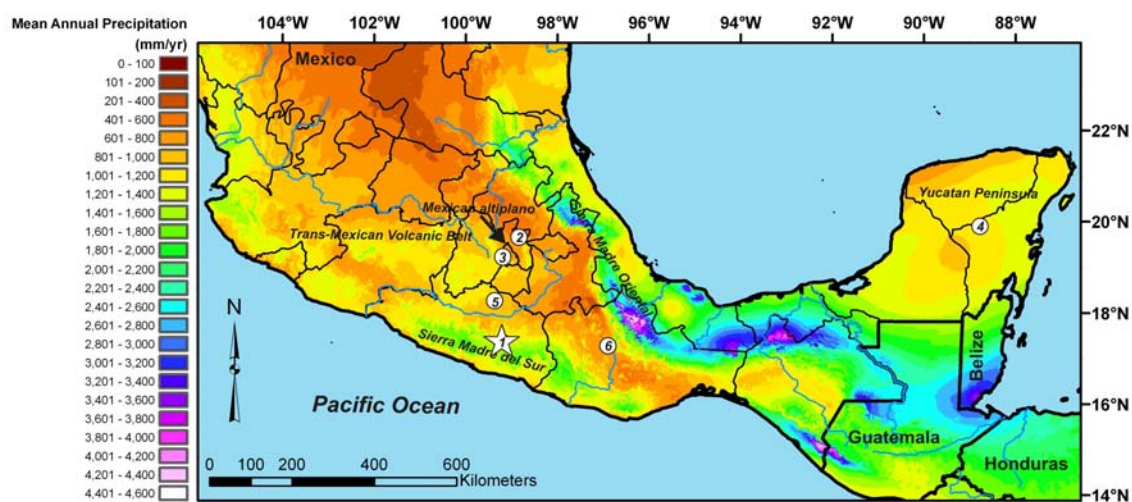 Mean Annual Precipitation
(mm/yr)
0 - 100
101 - 200
201 - 400
401 - 600
601 - 800
801 - 1,000
1,001 - 1,200
1,201 - 1,400
1,401 - 1,600
1,601 - 1,800
1,801 - 2,000
2,001 - 2,200
2,201 - 2,400
2,401 - 2,600
2,601 - 2,800
2,801 - 3,000
3,001 - 3,200
3,201 - 3,400
3,401 - 3,600
3,601 - 3,800
3,801 - 4,000
4,001 - 4,200
4,201 - 4,400
4,401 - 4,600
104°W 102°W 100°W 98°W 96°W 94°W 92°W 90°W 88°W
Mexico
22°N
Yucatan Peninsula
Mexican altiplano
20°N
Trans-Mexican Volcanic Belt
2
4
3
Sierra Madre Oriental
5
18°N
N
1
Sierra Madre del Sur
6
Belize
Pacific Ocean
16°N
Guatemala
Honduras
0 100 200 400 600
Kilometers
14°N